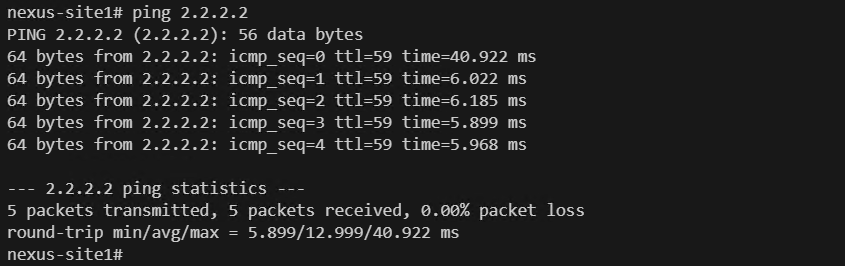 nexus-site1# ping 2.2.2.2
PING 2.2.2.2 (2.2.2.2): 56 data bytes
64 bytes from 2.2.2.2: icmp_seq=0 ttl=59 time=40.922 ms
64 bytes from 2.2.2.2: icmp_seq=1 ttl=59 time=6.022 ms
64 bytes from 2.2.2.2: icmp_seq=2 ttl=59 time=6.185 ms
64 bytes from 2.2.2.2: icmp_seq=3 ttl=59 time=5.899 ms
64 bytes from 2.2.2.2: icmp_seq=4 ttl=59 time=5.968 ms

--- 2.2.2.2 ping statistics ---
5 packets transmitted, 5 packets received, 0.00% packet loss
round-trip min/avg/max = 5.899/12.999/40.922 ms
nexus-site1#